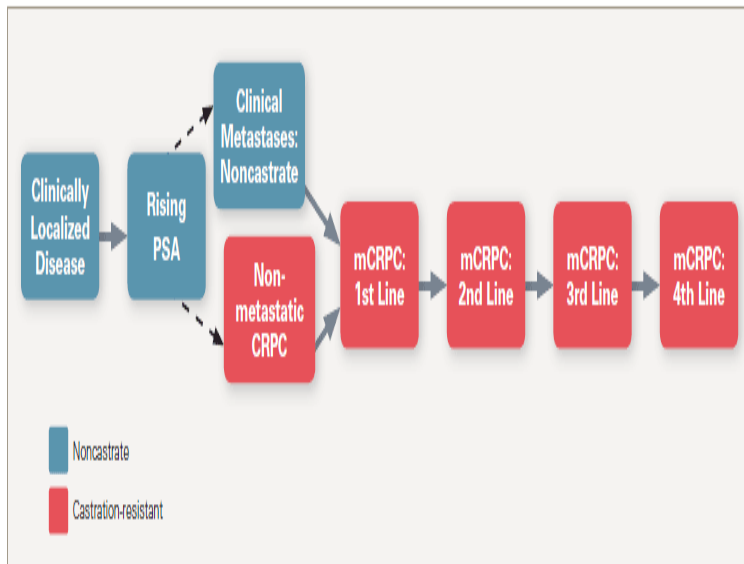 Clinically
Localized
Disease
Rising
PSA
Clinical
Metastases:
Noncastrate
Non-
metastatic
CRPC
mCRPC:
1st Line
mCRPC:
2nd Line
mCRPC:
3rd Line
mCRPC:
4th Line
Noncastrate
Castration-resistant